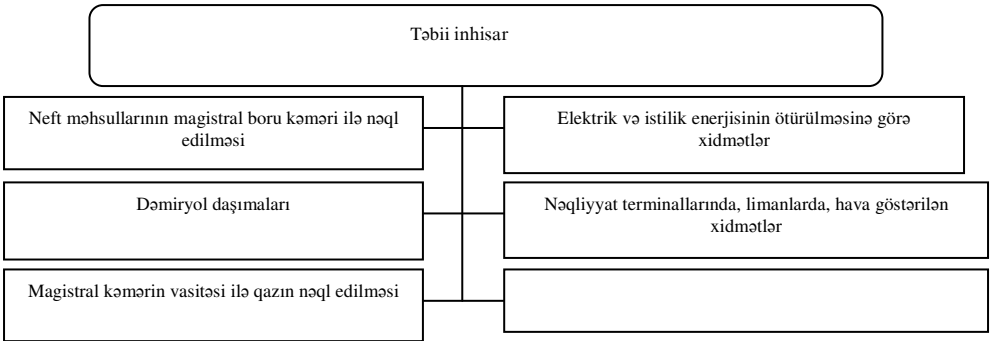 Təbii inhisar
Neft məhsullarının magistral boru kəməri ilə nəql
edilməsi
Elektrik və istilik enerjisinin ötürülməsinə görə
xidmətlər
Dəmiryol daşımaları
Nəqliyyat terminallarında, limanlarda, hava göstərilən
xidmətlər
Magistral kəmərin vasitəsi ilə qazın nəql edilməsi